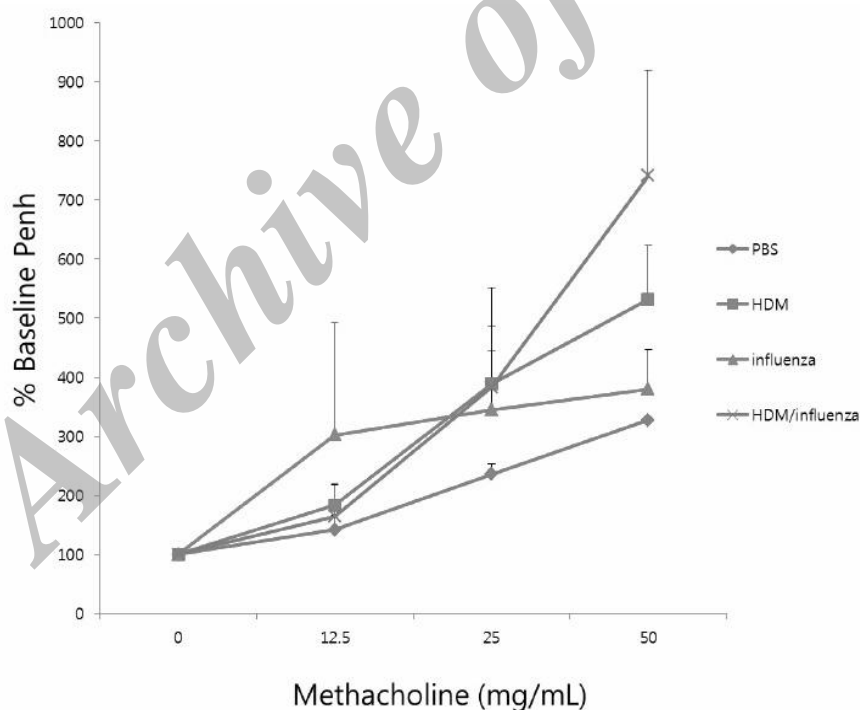 Archive of
1000
900
800
700
600
500
400
300
200
100
0
% Baseline Penh
0 12.5 25 50
Methacholine (mg/mL)
PBS
HDM
influenza
HDM/influenza